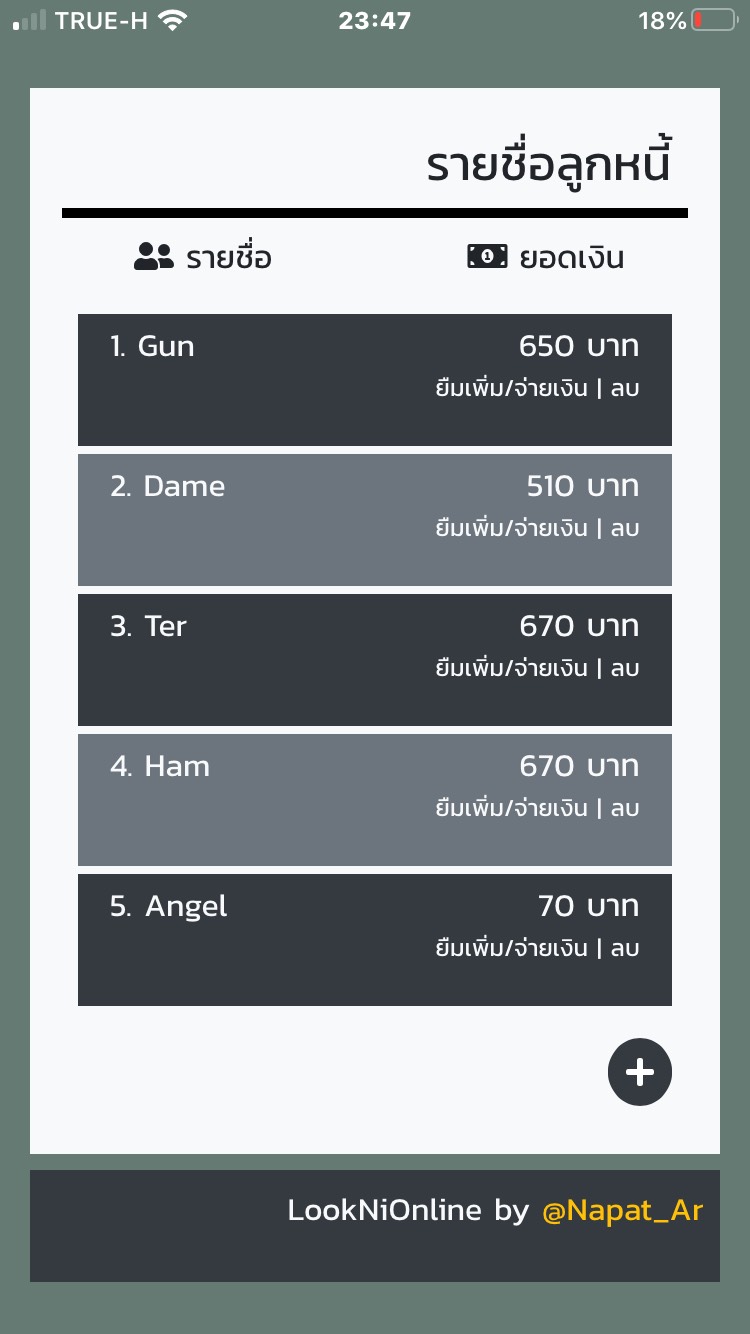 TRUE-H 23:47 18%
รายชื่อลูกหนี้
รายชื่อ ยอดเงิน
1. Gun 650 บาท
ยืมเพิ่ม/จ่ายเงิน | ลบ
2. Dame 510 บาท
ยืมเพิ่ม/จ่ายเงิน | ลบ
3. Ter 670 บาท
ยืมเพิ่ม/จ่ายเงิน | ลบ
4. Ham 670 บาท
ยืมเพิ่ม/จ่ายเงิน | ลบ
5. Angel 70 บาท
ยืมเพิ่ม/จ่ายเงิน | ลบ
LookNiOnline by @Napat_Ar